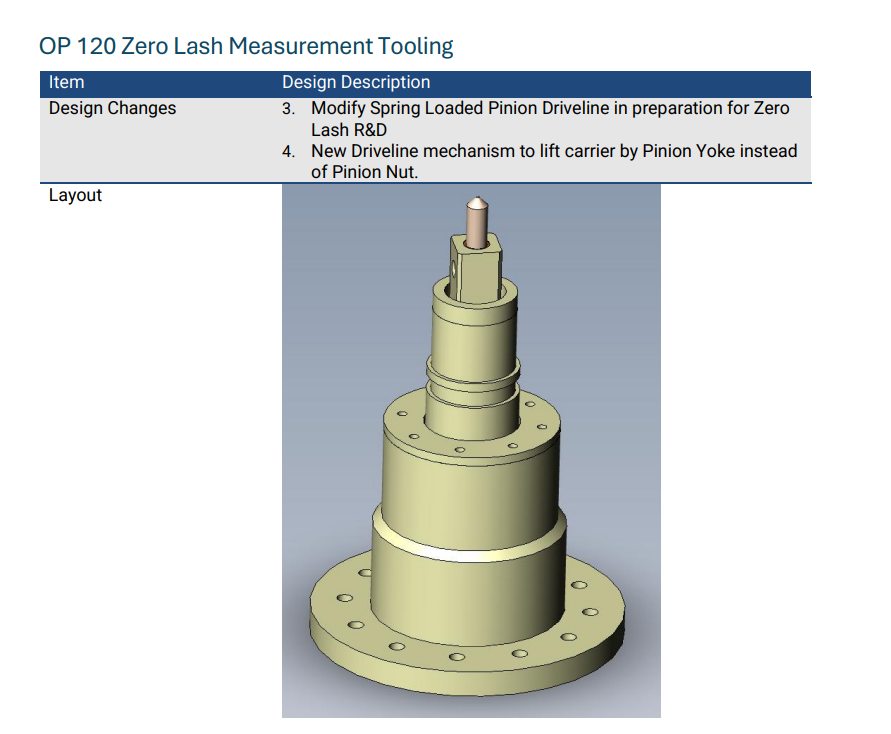 OP 120 Zero Lash Measurement Tooling
Item Design Description
Design Changes 3. Modify Spring Loaded Pinion Driveline in preparation for Zero
Lash R&D
4. New Driveline mechanism to lift carrier by Pinion Yoke instead
of Pinion Nut.
Layout